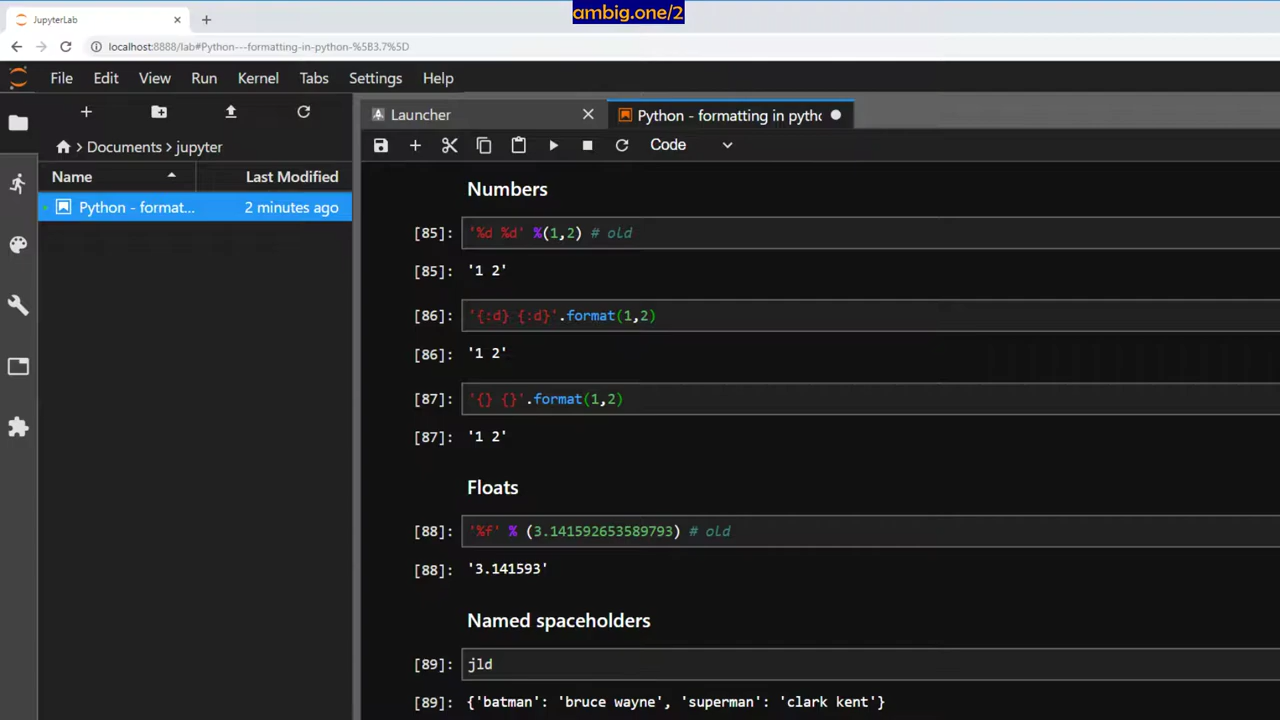 ambig.one/2
JupyterLab
localhost:8888/lab#Python---formatting-in-python-%5B3.7%5D
File Edit View Run Kernel Tabs Settings Help
Launcher
Python - formatting in pythc
Code
Documents > jupyter
Name Last Modified
Python - format... 2 minutes ago
Numbers
[85]: '%d %d' %(1,2) # old
[85]: '1 2'
[86]: '{:d} {:d}'.format(1,2)
[86]: '1 2'
[87]: '{} {}'.format(1,2)
[87]: '1 2'
Floats
[88]: '%f' % (3.141592653589793) # old
[88]: '3.141593'
Named spaceholders
[89]: jld
[89]: {'batman': 'bruce wayne', 'superman': 'clark kent'}